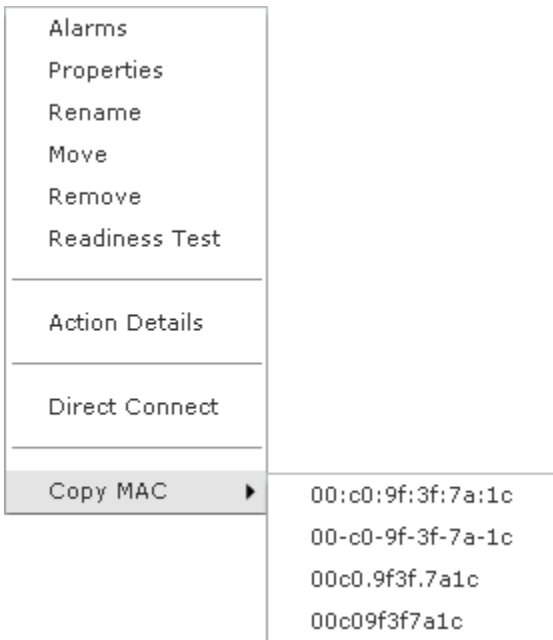 Alarms
Properties
Rename
Move
Remove
Readiness Test
Action Details
Direct Connect
Copy MAC
00:c0:9f:3f:7a:1c
00-c0-9f-3f-7a-1c
00c0.9f3f.7a1c
00c09f3f7a1c